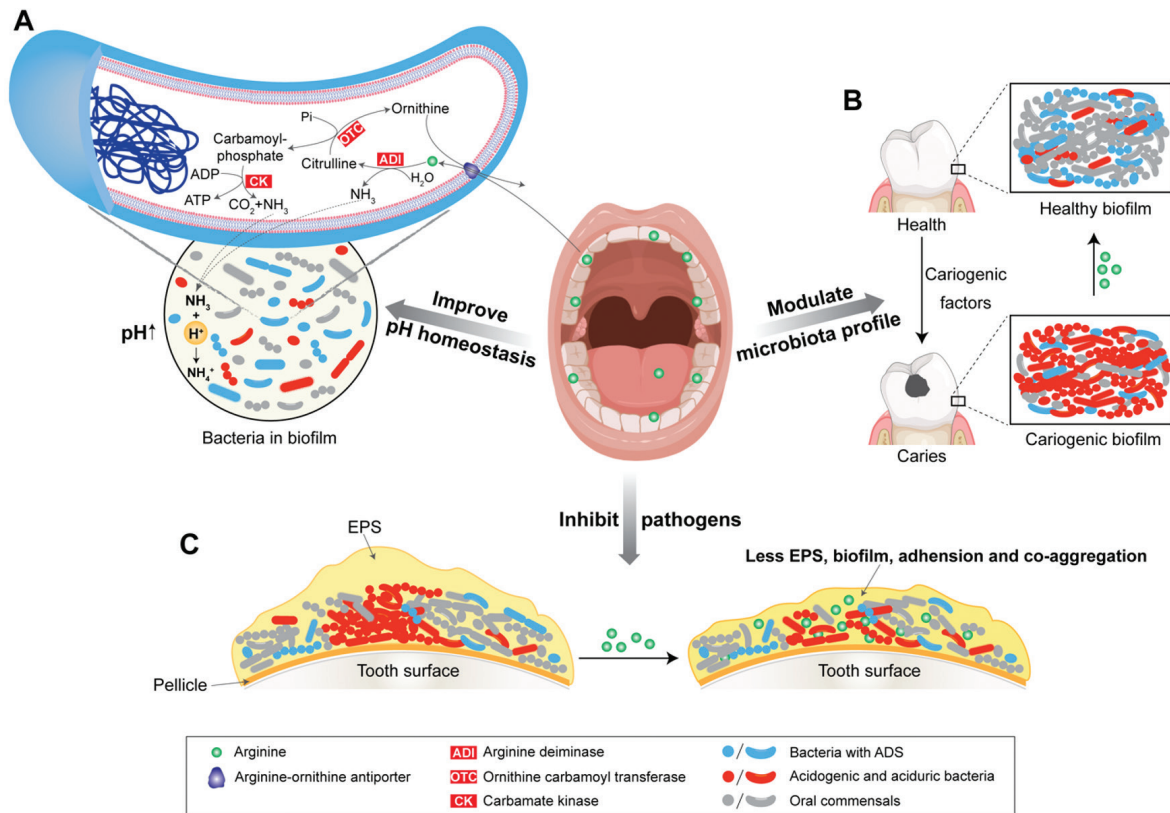 A
Pi
Ornithine
OTC
Carbamoyl-
phosphate
Citrulline
ADI
H₂O
ADP
CK
NH₃
ATP
CO₂+NH₃
NH₃
+
H⁺
NH₄⁺
pH↑
Bacteria in biofilm
Improve
pH homeostasis
Modulate
microbiota profile
B
Health
Healthy biofilm
Cariogenic
factors
Caries
Cariogenic biofilm
Inhibit pathogens
C
EPS
Less EPS, biofilm, adhension and co-aggregation
Tooth surface
Tooth surface
Pellicle
Arginine
Arginine-ornithine antiporter
ADI Arginine deiminase
OTC Ornithine carbamoyl transferase
CK Carbamate kinase
/ Bacteria with ADS
/ Acidogenic and aciduric bacteria
/ Oral commensals